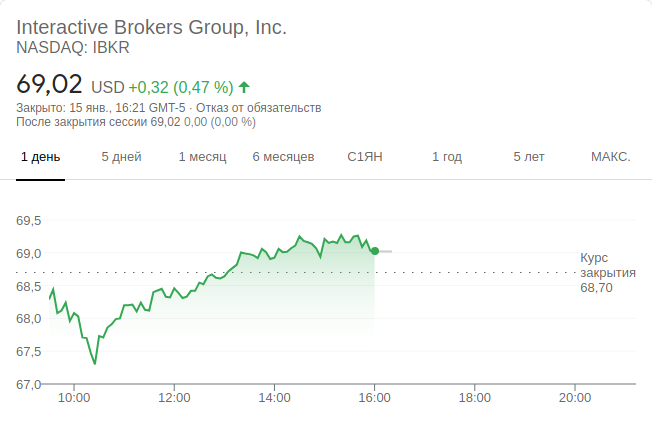 Interactive Brokers Group, Inc.
NASDAQ: IBKR
69,02 USD +0,32 (0,47 %) ↑
Закрыто: 15 янв., 16:21 GMT-5 · Отказ от обязательств
После закрытия сессии 69,02 0,00 (0,00 %)
1 день 5 дней 1 месяц 6 месяцев С1ЯН 1 год 5 лет МАКС.
69,5
69,0
Курс
закрытия
68,70
68,5
68,0
67,5
67,0
10:00 12:00 14:00 16:00 18:00 20:00